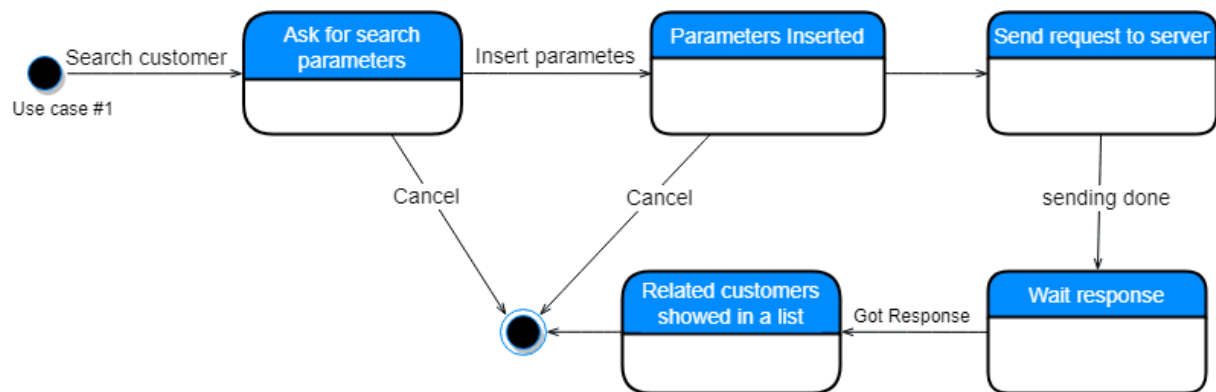 Search customer
Use case #1
Ask for search
parameters
Insert parametes
Parameters Inserted
Send request to server
Cancel
Cancel
sending done
Related customers
showed in a list
Got Response
Wait response